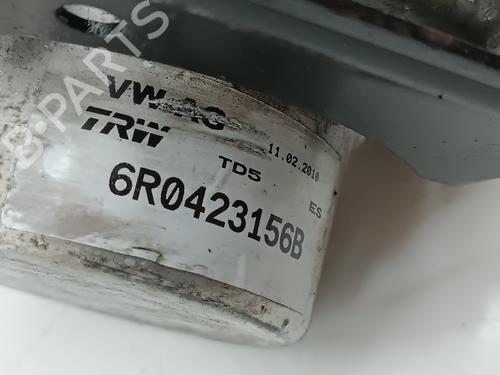 B-PARTS
VW AG
TRW
11.02.2010
TD5
ES
6R0423156B